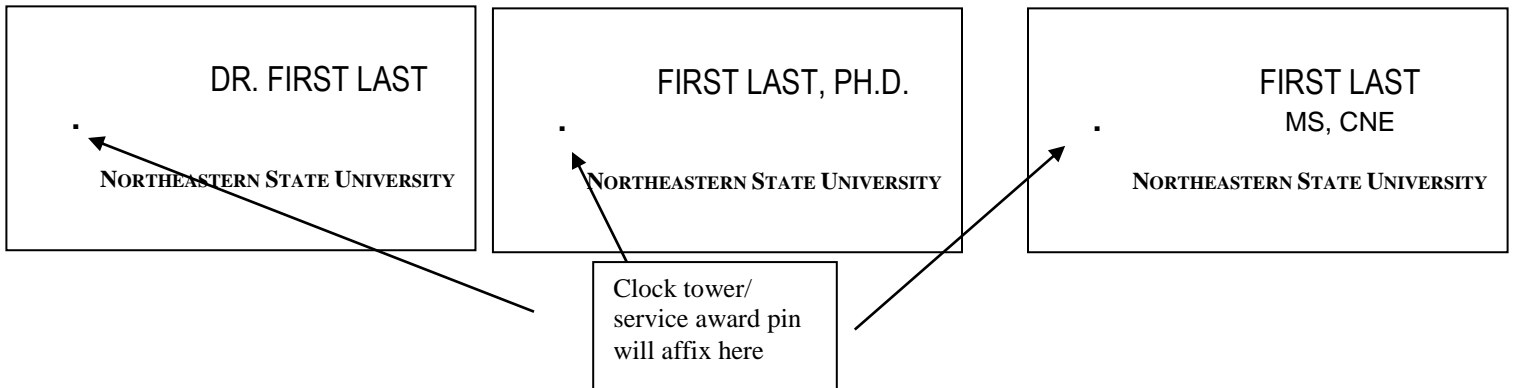 DR. FIRST LAST
.
NORTHEASTERN STATE UNIVERSITY
FIRST LAST, PH.D.
.
NORTHEASTERN STATE UNIVERSITY
FIRST LAST
MS, CNE
.
NORTHEASTERN STATE UNIVERSITY
Clock tower/
service award pin
will affix here